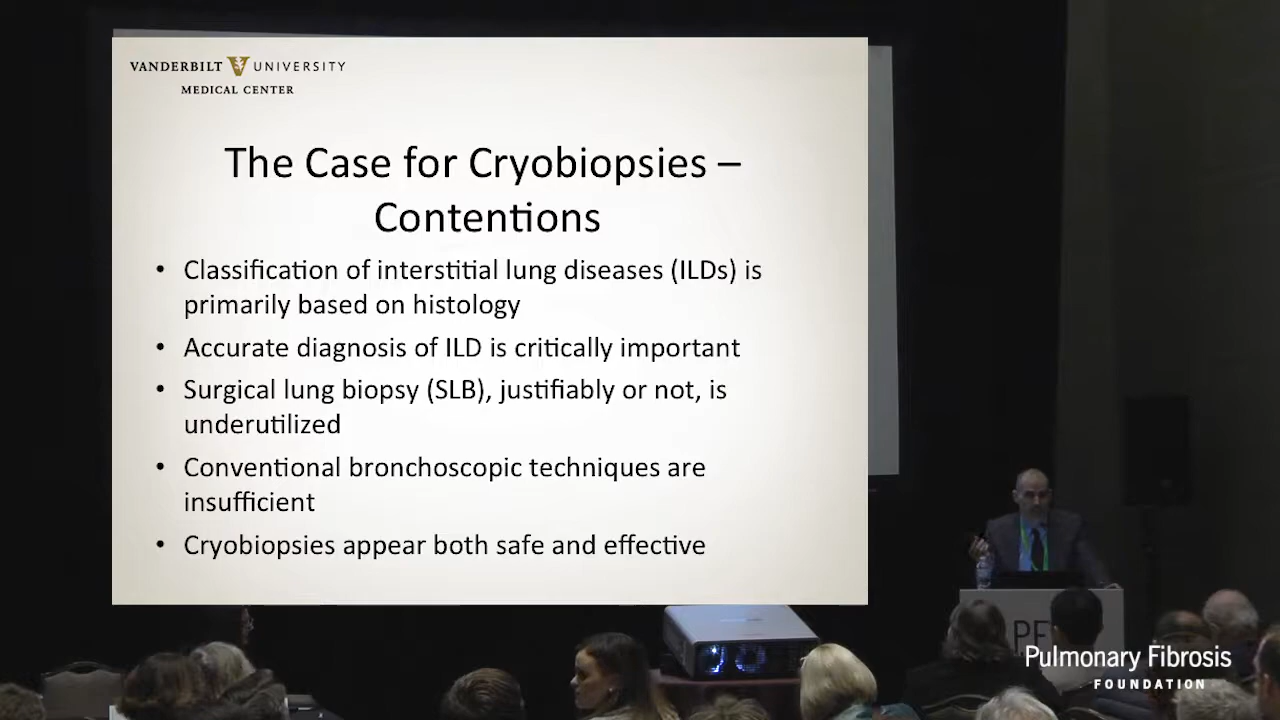 VANDERBILT UNIVERSITY
MEDICAL CENTER
The Case for Cryobiopsies –
Contentions
• Classification of interstitial lung diseases (ILDs) is
primarily based on histology
• Accurate diagnosis of ILD is critically important
• Surgical lung biopsy (SLB), justifiably or not, is
underutilized
• Conventional bronchoscopic techniques are
insufficient
• Cryobiopsies appear both safe and effective
PF
Pulmonary Fibrosis
FOUNDATION